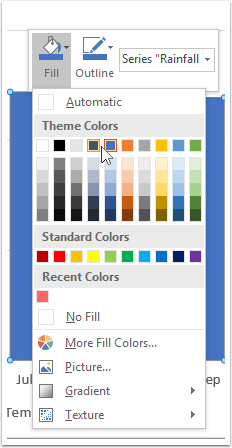 Fill
Outline
Series "Rainfall
Automatic
Theme Colors
Standard Colors
Recent Colors
No Fill
More Fill Colors...
Picture...
Gradient
Texture
Jul
ep
Tem